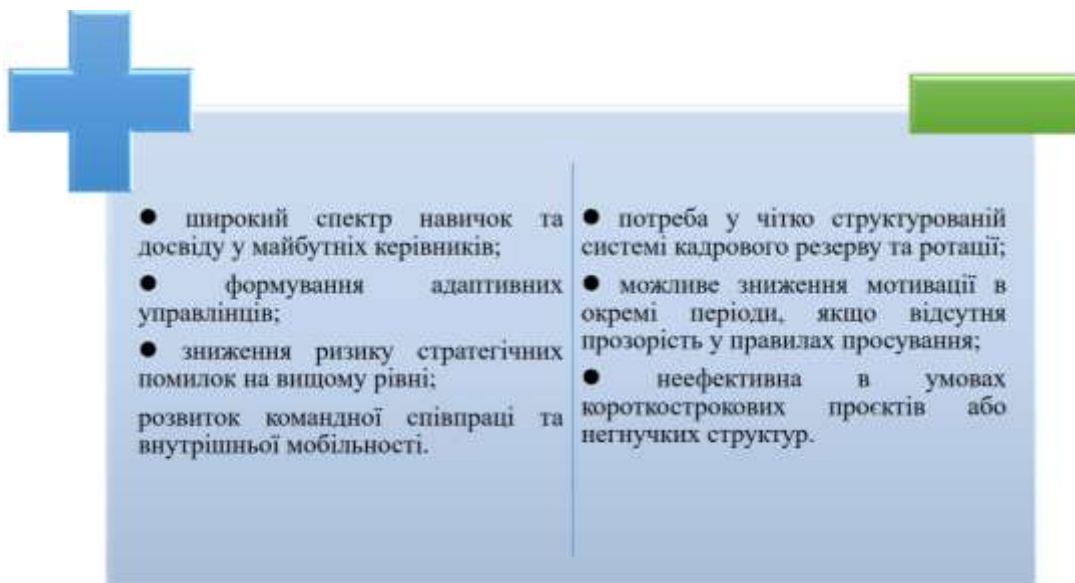 ● широкий спектр навичок та
досвіду у майбутніх керівників;
● формування адаптивних
управлінців;
● зниження ризику стратегічних
помилок на вищому рівні;
розвиток командної співпраці та
внутрішньої мобільності.
● потреба у чітко структурованій
системі кадрового резерву та ротації;
● можливе зниження мотивації в
окремі періоди, якщо відсутня
прозорість у правилах просування;
● неефективна в умовах
короткострокових проєктів або
негнучких структур.